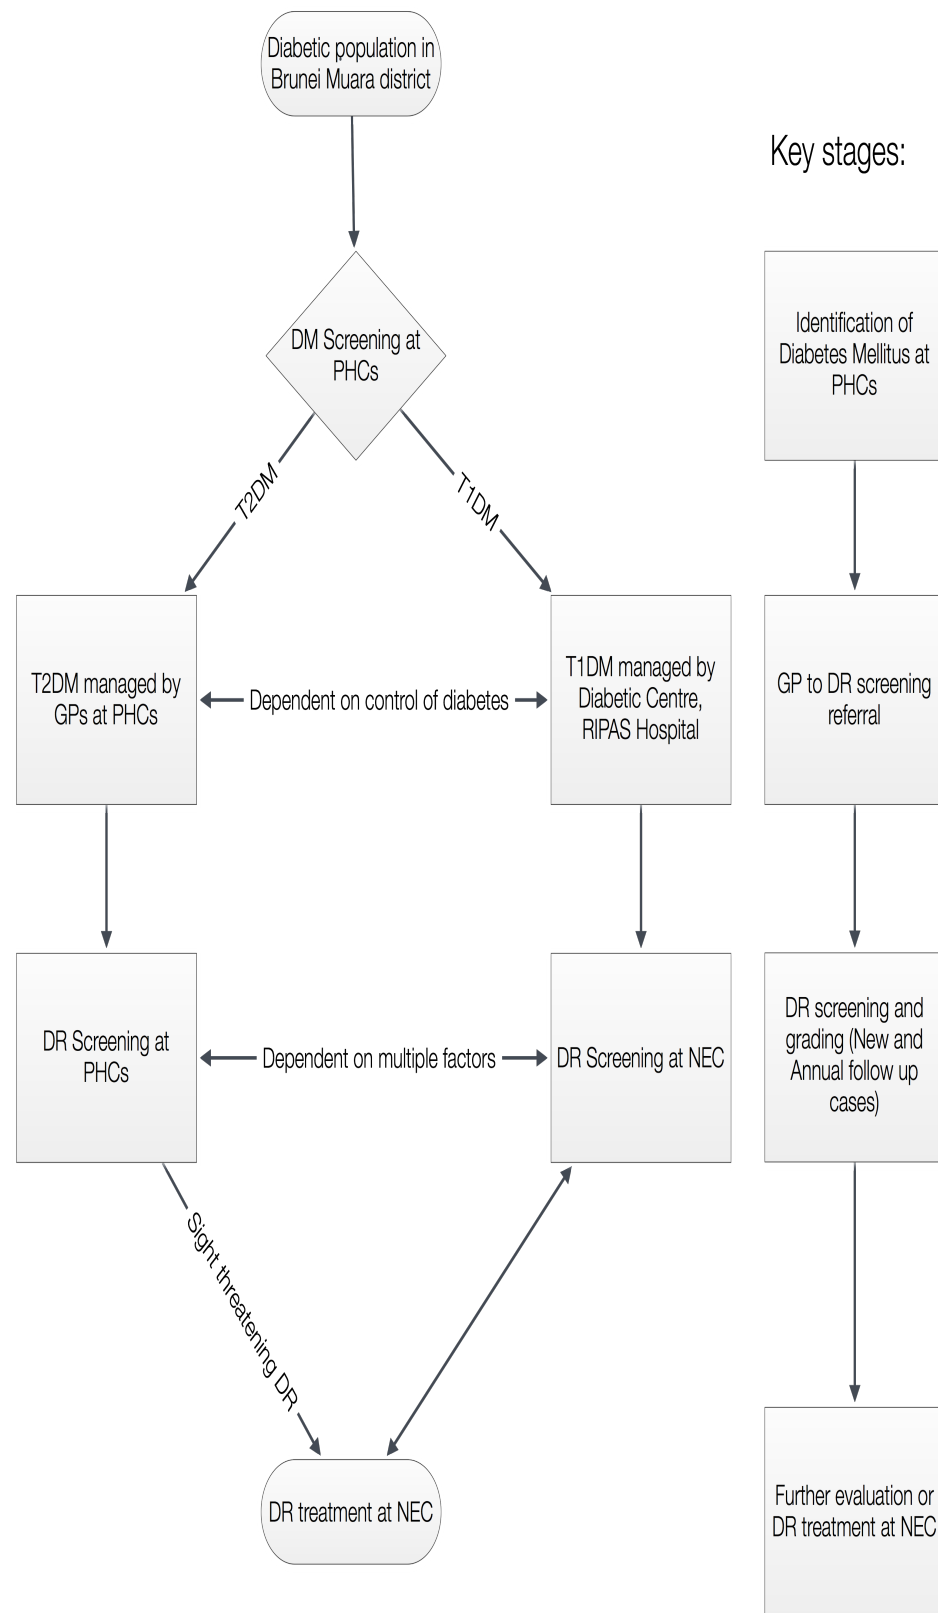 Diabetic population in
Brunei Muara district
Key stages:
DM Screening at
PHCs
Identification of
Diabetes Mellitus at
PHCs
T2DM
T1DM
T2DM managed by
GPs at PHCs
Dependent on control of diabetes
T1DM managed by
Diabetic Centre,
RIPAS Hospital
GP to DR screening
referral
DR Screening at
PHCs
Dependent on multiple factors
DR Screening at NEC
DR screening and
grading (New and
Annual follow up
cases)
Sight threatening DR
DR treatment at NEC
Further evaluation or
DR treatment at NEC